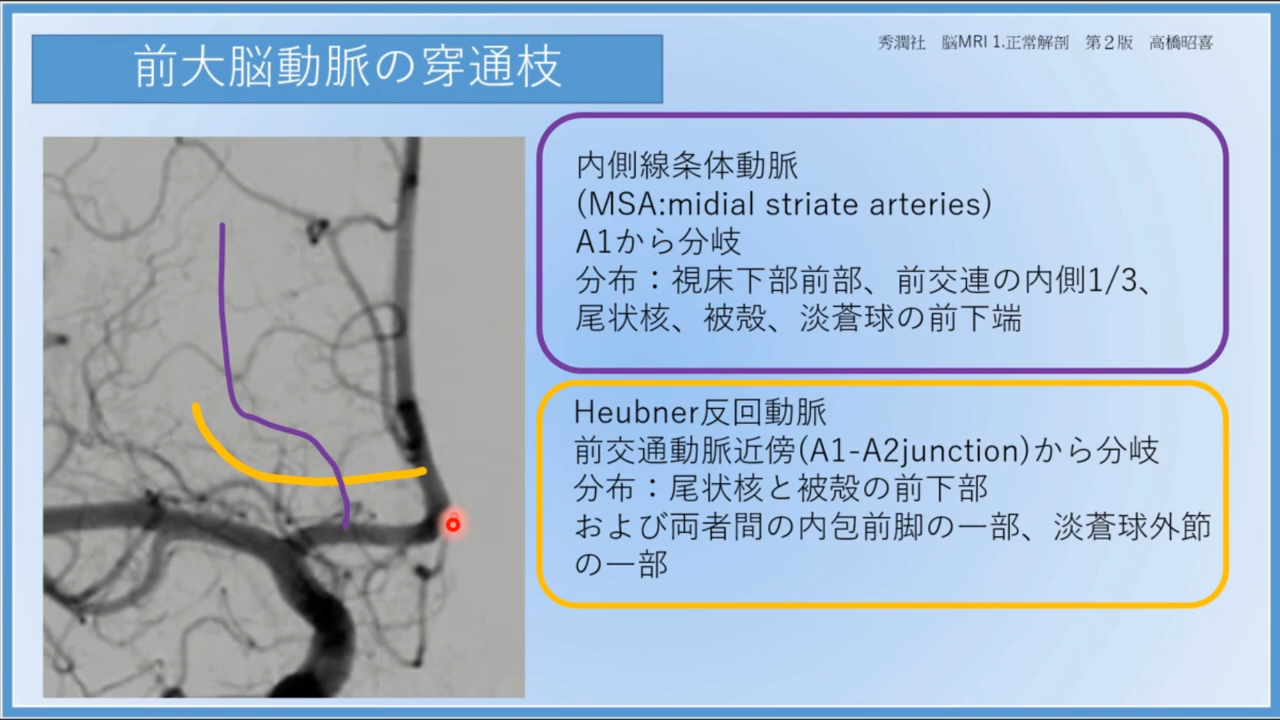 秀潤社 脳MRI 1.正常解剖 第2版 高橋昭喜
前大脳動脈の穿通枝
内側線条体動脈
(MSA:midial striate arteries)
A1から分岐
分布：視床下部前部、前交連の内側1/3、
尾状核、被殻、淡蒼球の前下端
Heubner反回動脈
前交通動脈近傍(A1-A2junction)から分岐
分布：尾状核と被殻の前下部
および両者間の内包前脚の一部、淡蒼球外節
の一部